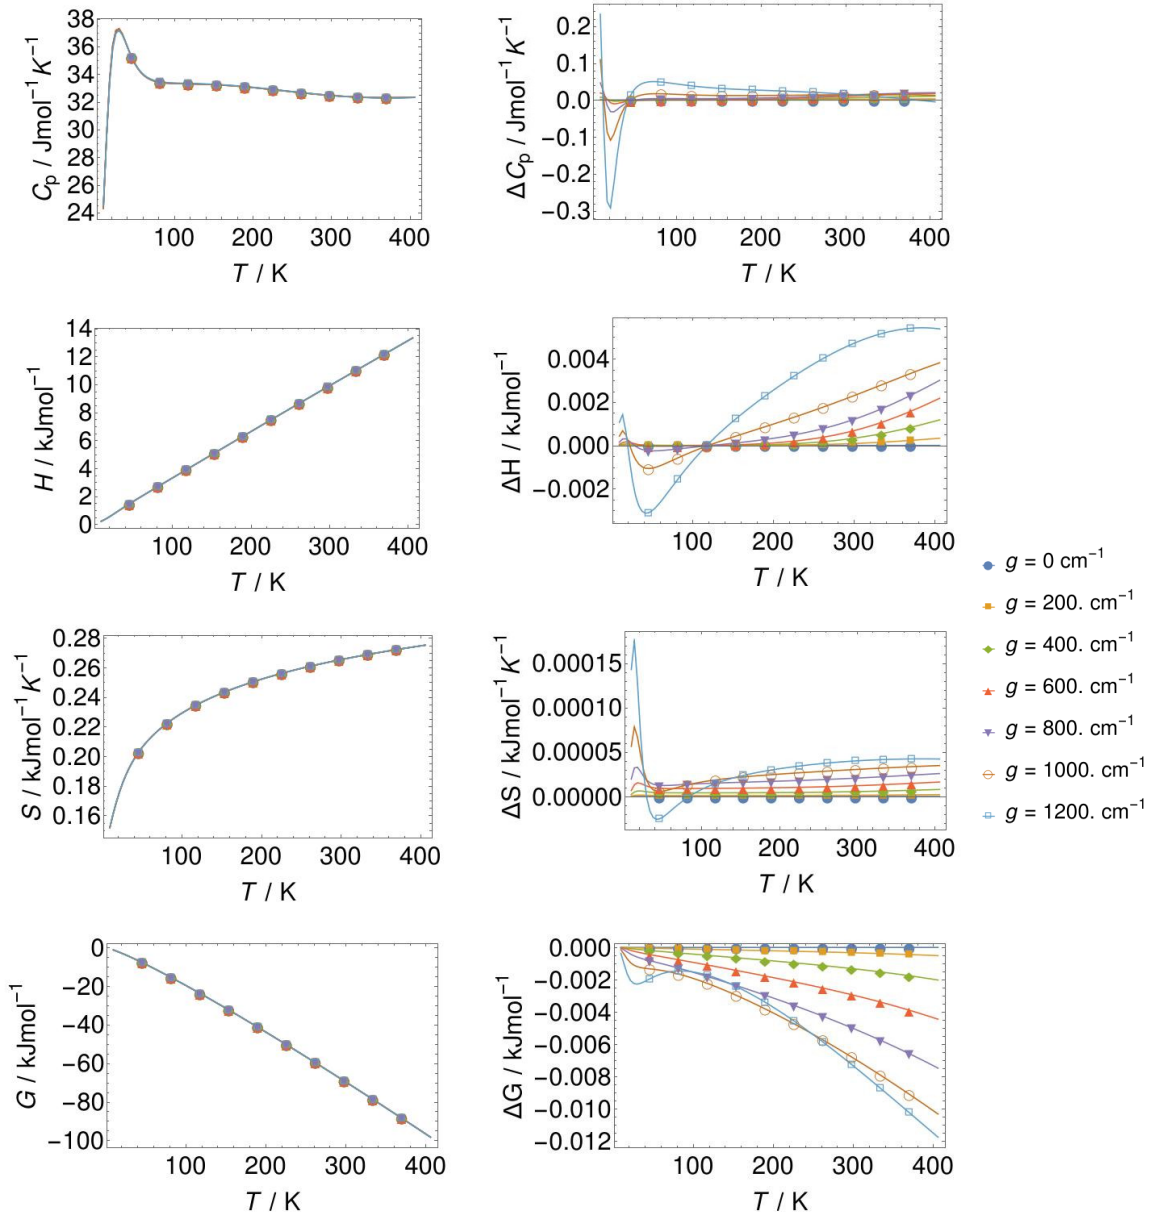 38
36
34
32
30
28
26
24
C_p / Jmol⁻¹K⁻¹
100 200 300 400
T / K
0.2
0.1
0.0
−0.1
−0.2
−0.3
ΔC_p / Jmol⁻¹K⁻¹
100 200 300 400
T / K
14
12
10
8
6
4
2
0
H / kJmol⁻¹
100 200 300 400
T / K
0.004
0.002
0.000
−0.002
ΔH / kJmol⁻¹
100 200 300 400
T / K
g = 0 cm⁻¹
g = 200. cm⁻¹
g = 400. cm⁻¹
g = 600. cm⁻¹
g = 800. cm⁻¹
g = 1000. cm⁻¹
g = 1200. cm⁻¹
0.28
0.26
0.24
0.22
0.20
0.18
0.16
S / kJmol⁻¹K⁻¹
100 200 300 400
T / K
0.00015
0.00010
0.00005
0.00000
ΔS / kJmol⁻¹K⁻¹
100 200 300 400
T / K
0
−20
−40
−60
−80
−100
G / kJmol⁻¹
100 200 300 400
T / K
0.000
−0.002
−0.004
−0.006
−0.008
−0.010
−0.012
ΔG / kJmol⁻¹
100 200 300 400
T / K